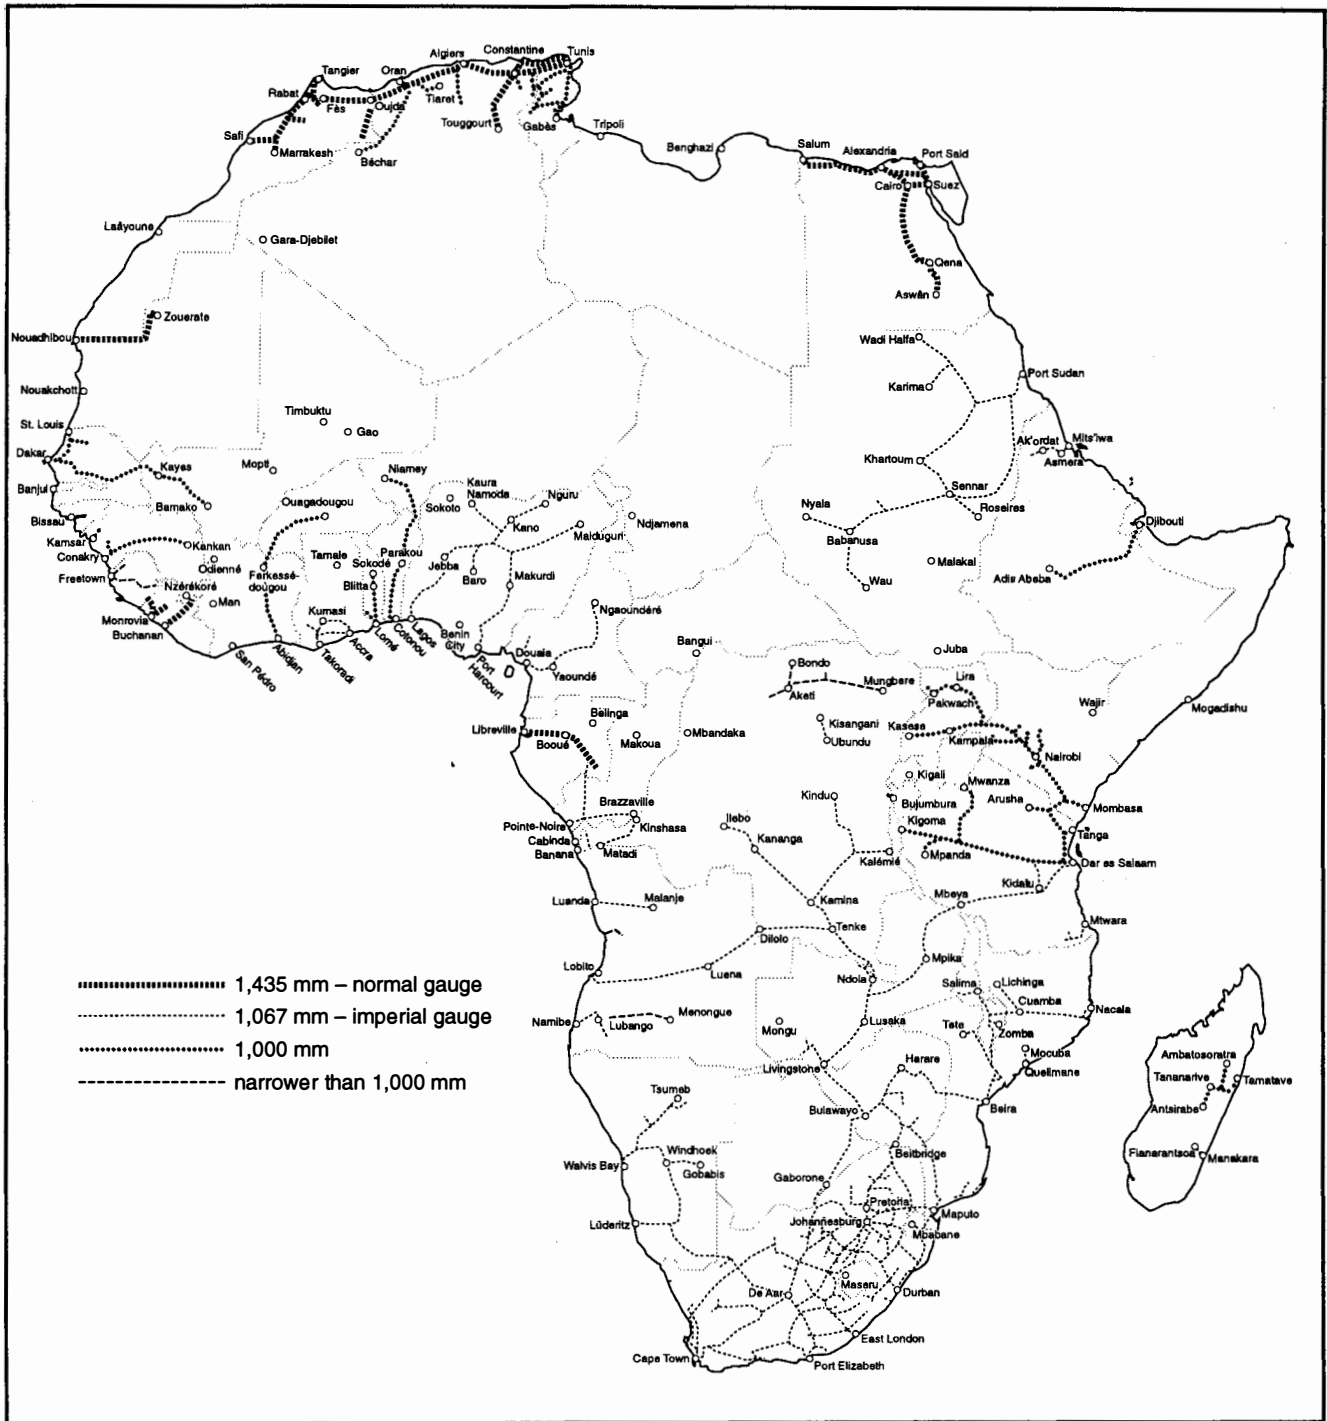 Algiers
Constantine
Tunis
Tangier
Oran
Rabat
Fès
Oujda
Tiaret
Touggourt
Gabès
Tripoli
Safi
Marrakesh
Béchar
Benghazi
Salum
Alexandria
Port Said
Cairo
Suez
Laâyoune
Gara-Djebilet
Qena
Aswân
Zouerate
Nouadhibou
Wadi Halfa
Port Sudan
Nouakchott
Karima
Timbuktu
Gao
St. Louis
Dakar
Kayes
Mopti
Niamey
Khartoum
Ak'ordat
Mits'iwa
Asmera
Banjul
Bamako
Ouagadougou
Kaura
Namoda
Sokoto
Nguru
Sennar
Roseires
Nyala
Bissau
Kamsar
Conakry
Kankan
Kano
Maiduguri
Ndjamena
Babanusa
Djibouti
Odienné
Ferkessé-
dougou
Tamale
Sokodé
Blitta
Parakou
Jebba
Baro
Makurdi
Malakal
Wau
Adis Abeba
Freetown
Nzérékoré
Man
Monrovia
Buchanan
Kumasi
San Pédro
Abidjan
Takoradi
Accra
Lomé
Cotonou
Lagos
Benin
City
Port
Harcourt
Ngaoundéré
Douala
Yaoundé
Bangui
Juba
Bondo
Aketi
Mungbere
Lira
Pakwach
Wajir
Mogadishu
Libreville
Bélinga
Booué
Makoua
Mbandaka
Kisangani
Ubundu
Kasese
Kampala
Nairobi
Kigali
Mwanza
Bujumbura
Arusha
Mombasa
Kigoma
Tanga
Brazzaville
Kinshasa
Pointe-Noire
Cabinda
Banana
Matadi
Ilebo
Kananga
Kindu
Kalémié
Mpanda
Dar es Salaam
Kidatu
Mbeya
Luanda
Malanje
Kamina
Mtwara
Dilolo
Tenke
Lobito
Luena
Ndola
Mpika
Salima
Lichinga
Cuamba
Nacala
Namibe
Lubango
Menongue
Mongu
Lusaka
Tete
Zomba
Mocuba
Quelimane
Livingstone
Harare
Tsumeb
Bulawayo
Beira
Ambatosoratra
Tananarive
Tamatave
Antsirabe
Fianarantsoa
Manakara
Walvis Bay
Windhoek
Gobabis
Beitbridge
Gaborone
Pretoria
Johannesburg
Maputo
Mbabane
Lüderitz
Maseru
De Aar
Durban
East London
Cape Town
Port Elizabeth
1,435 mm – normal gauge
1,067 mm – imperial gauge
1,000 mm
narrower than 1,000 mm